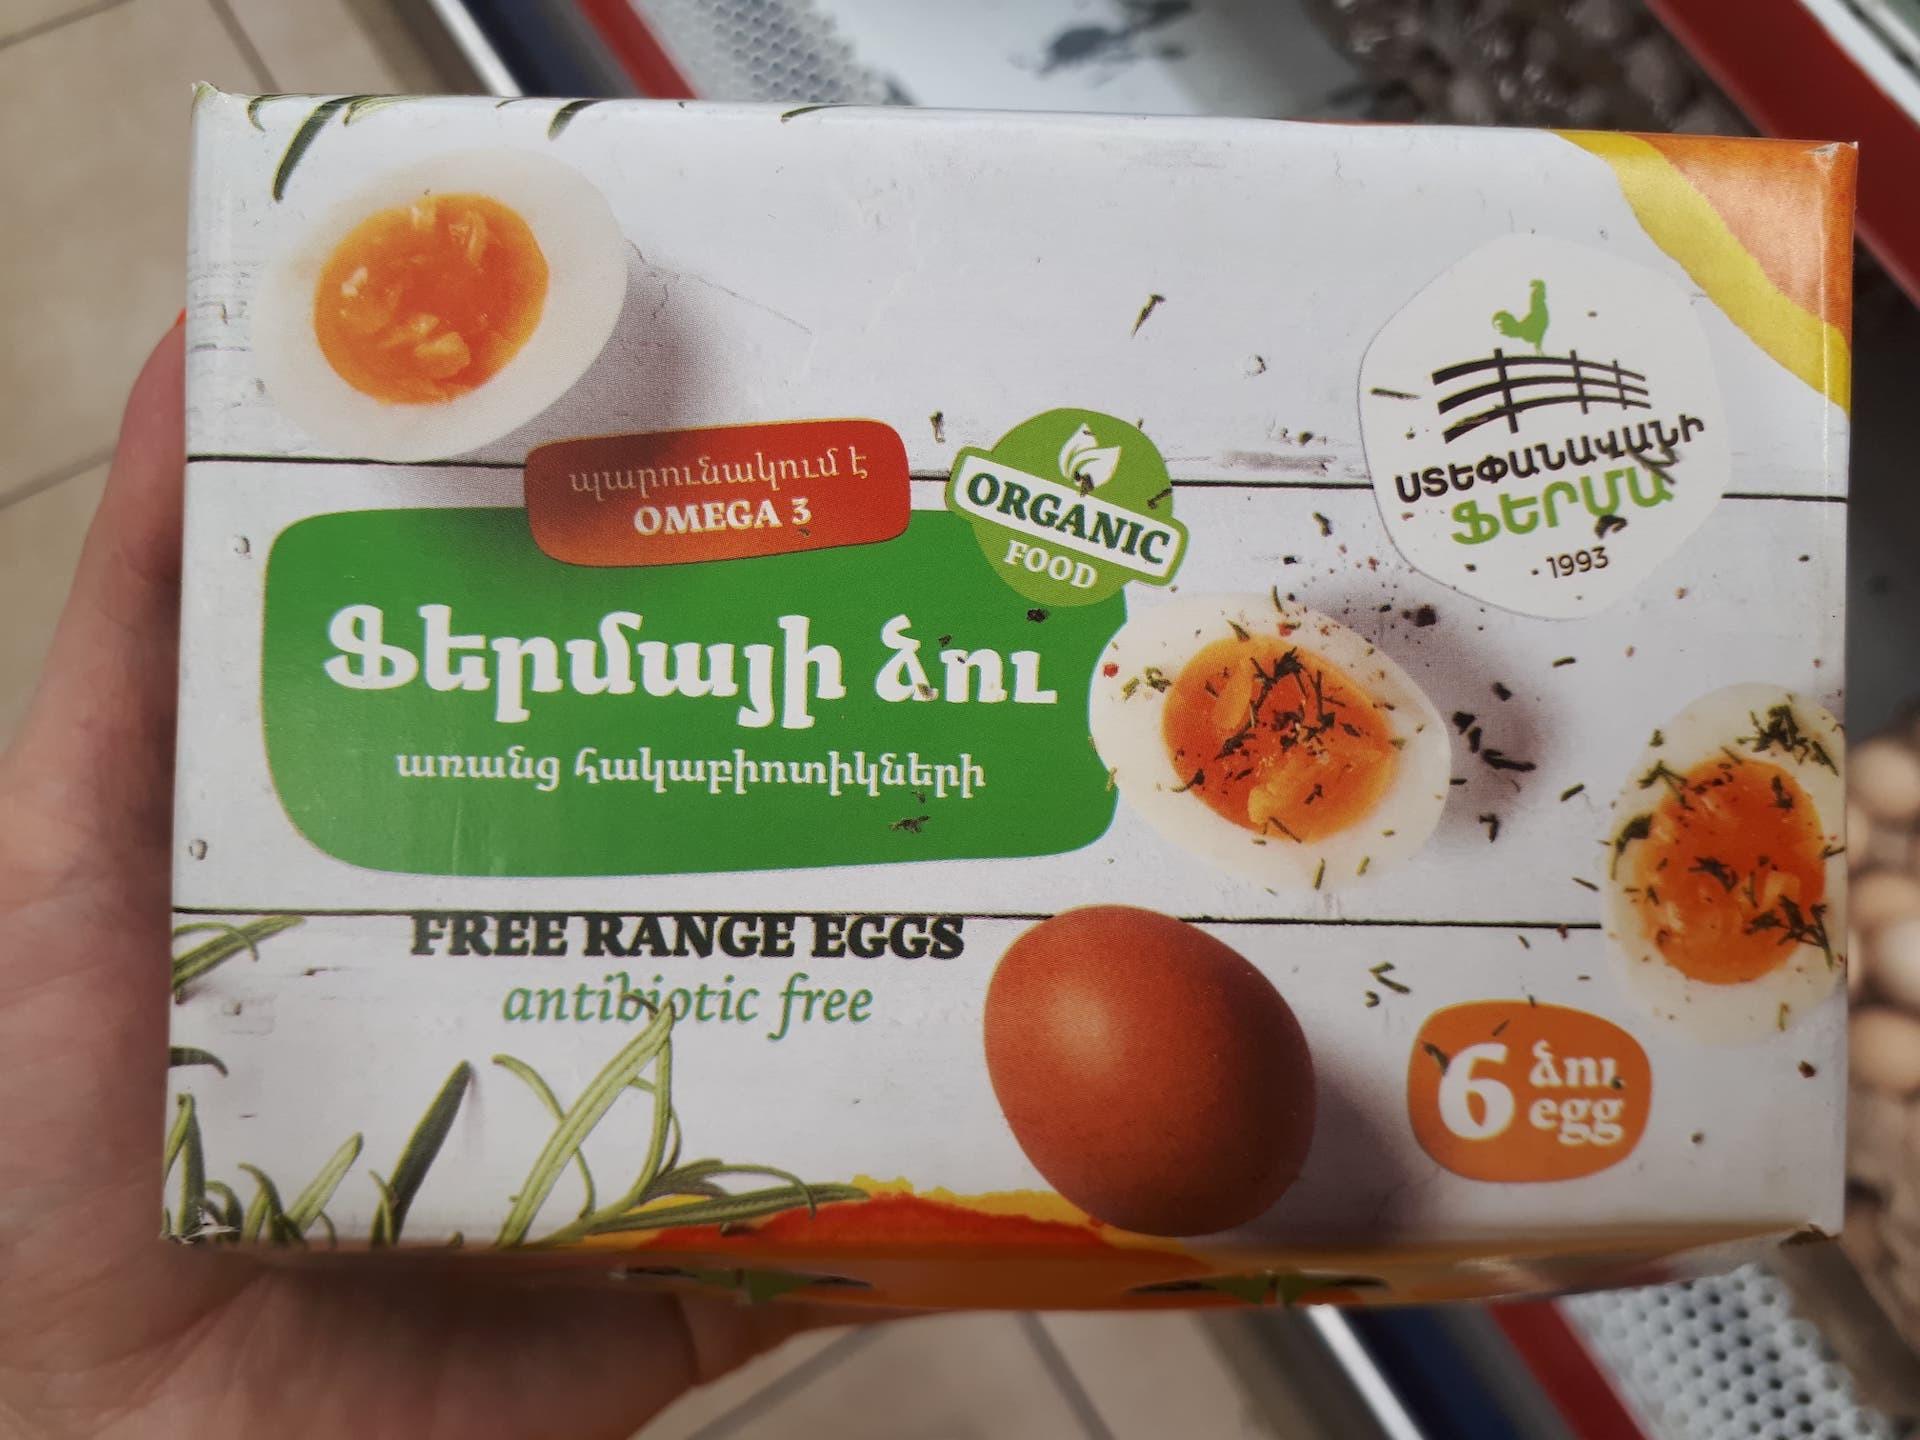 պարունակում է
OMEGA 3
ORGANIC
FOOD
ՍՏԵՓԱՆԱՎԱՆԻ
ՖԵՐՄԱ
1993
Ֆերմայի ձու
առանց հակաբիոտիկների
FREE RANGE EGGS
antibiotic free
6 ձու
egg